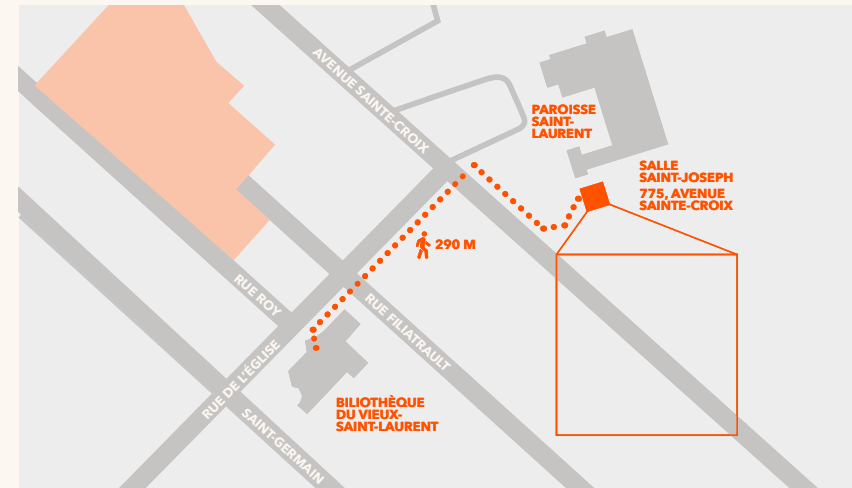 AVENUE SAINTE-CROIX
PAROISSE
SAINT-
LAURENT
SALLE
SAINT-JOSEPH
775, AVENUE
SAINTE-CROIX
290 M
RUE ROY
RUE FILIATRAULT
RUE DE L'ÉGLISE
BILIOTHÈQUE
DU VIEUX-
SAINT-LAURENT
SAINT-GERMAIN